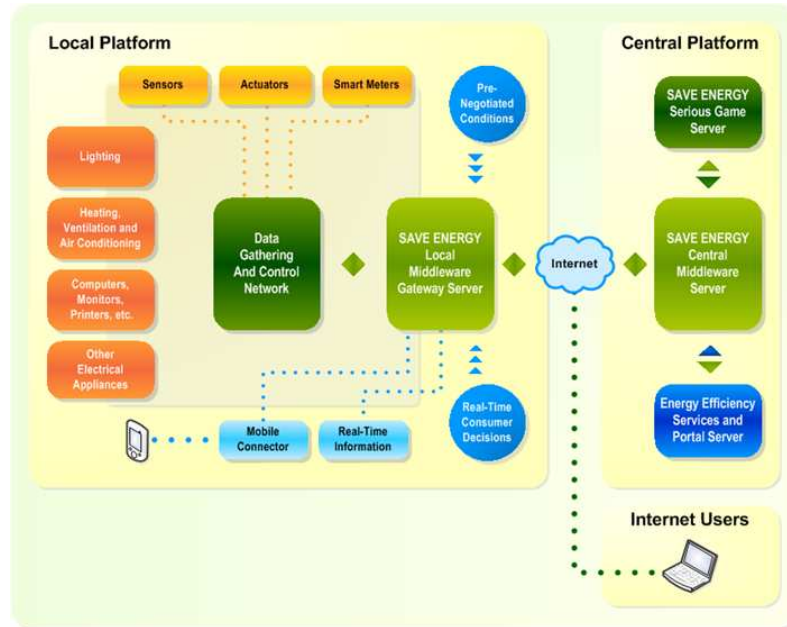 Local Platform
Sensors
Actuators
Smart Meters
Pre-
Negotiated
Conditions
Lighting
Heating,
Ventilation and
Air Conditioning
Computers,
Monitors,
Printers, etc.
Other
Electrical
Appliances
Data
Gathering
And Control
Network
SAVE ENERGY
Local
Middleware
Gateway Server
Mobile
Connector
Real-Time
Information
Real-Time
Consumer
Decisions
Internet
Central Platform
SAVE ENERGY
Serious Game
Server
SAVE ENERGY
Central
Middleware
Server
Energy Efficiency
Services and
Portal Server
Internet Users